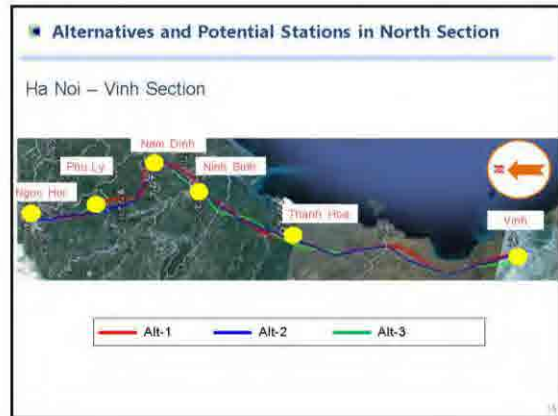 Alternatives and Potential Stations in North Section
Ha Noi – Vinh Section
Nam Dinh
Phu Ly
Ninh Binh
Ngoc Hoi
Thanh Hoa
Vinh
N
Alt-1
Alt-2
Alt-3